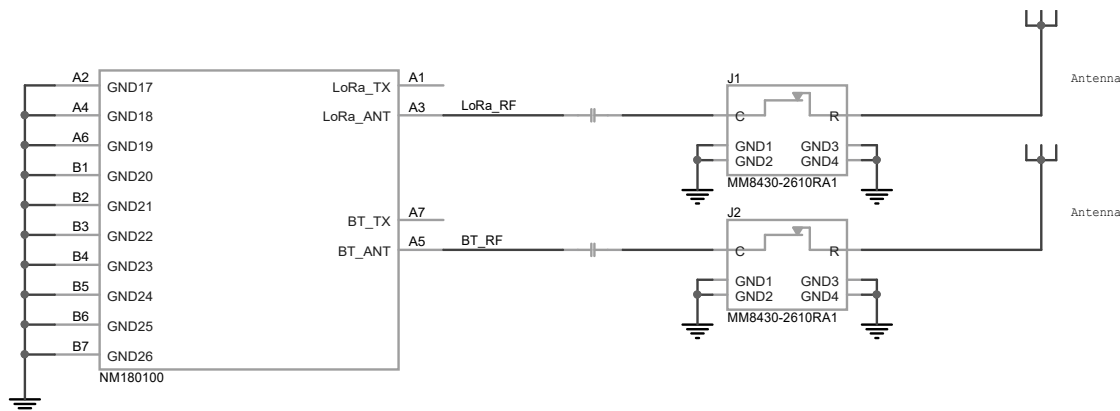 A2 GND17
A4 GND18
A6 GND19
B1 GND20
B2 GND21
B3 GND22
B4 GND23
B5 GND24
B6 GND25
B7 GND26
NM180100
LoRa_TX A1
LoRa_ANT A3 LoRa_RF
BT_TX A7
BT_ANT A5 BT_RF
J1
C R
GND1 GND3
GND2 GND4
MM8430-2610RA1
Antenna
J2
C R
GND1 GND3
GND2 GND4
MM8430-2610RA1
Antenna